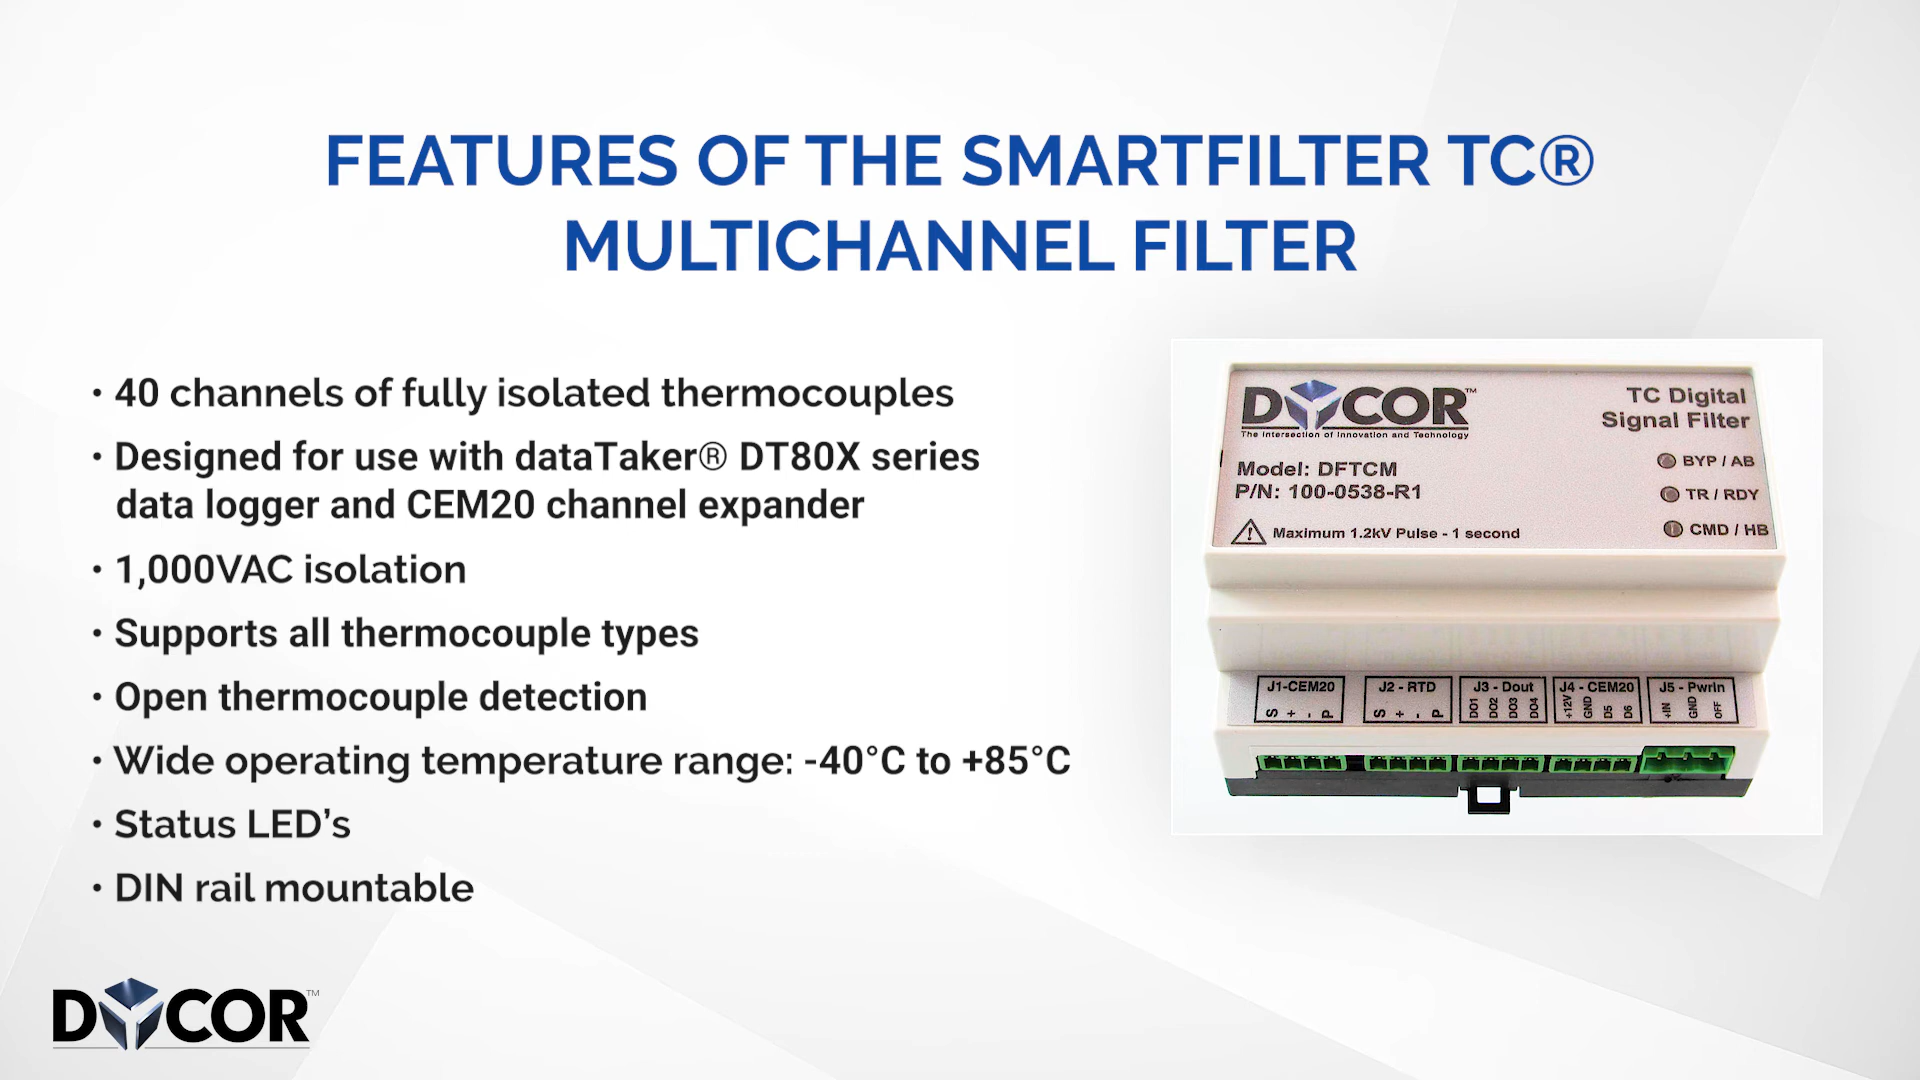 FEATURES OF THE SMARTFILTER TC®
MULTICHANNEL FILTER
• 40 channels of fully isolated thermocouples
• Designed for use with dataTaker® DT80X series
data logger and CEM20 channel expander
• 1,000VAC isolation
• Supports all thermocouple types
• Open thermocouple detection
• Wide operating temperature range: -40°C to +85°C
• Status LED’s
• DIN rail mountable
DYCOR™
The Intersection of Innovation and Technology
TC Digital
Signal Filter
Model: DFTCM
P/N: 100-0538-R1
Maximum 1.2kV Pulse - 1 second
BYP / AB
TR / RDY
CMD / HB
J1-CEM20
S + - P
J2 - RTD
S + - P
J3 - Dout
DO1 DO2 DO3 DO4
J4 - CEM20
+12V GND D5 D6
J5 - PwrIn
+IN GND OFF
DYCOR™